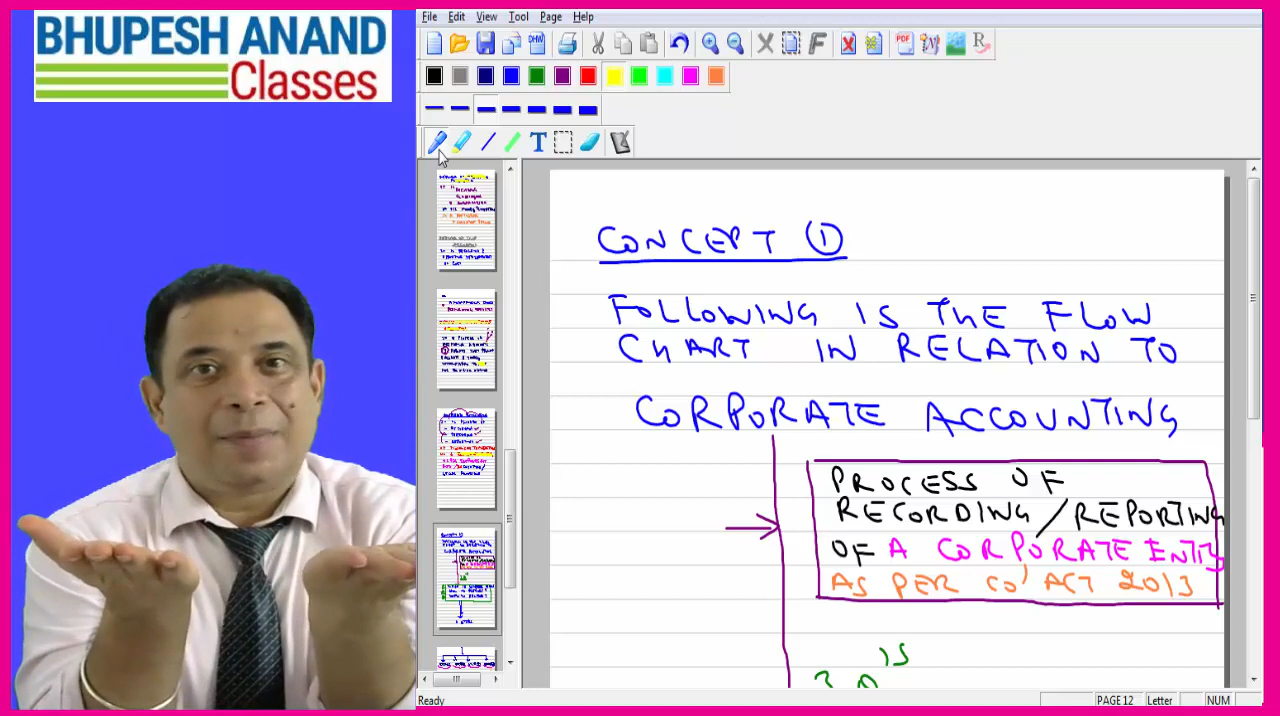 BHUPESH ANAND
Classes
File Edit View Tool Page Help
CONCEPT ①
FOLLOWING IS THE FLOW
CHART IN RELATION TO
CORPORATE ACCOUNTING
PROCESS OF
RECORDING/REPORTING
OF A CORPORATE ENTITY
AS PER CO' ACT 2013
IS
Ready
PAGE 12 Letter NUM